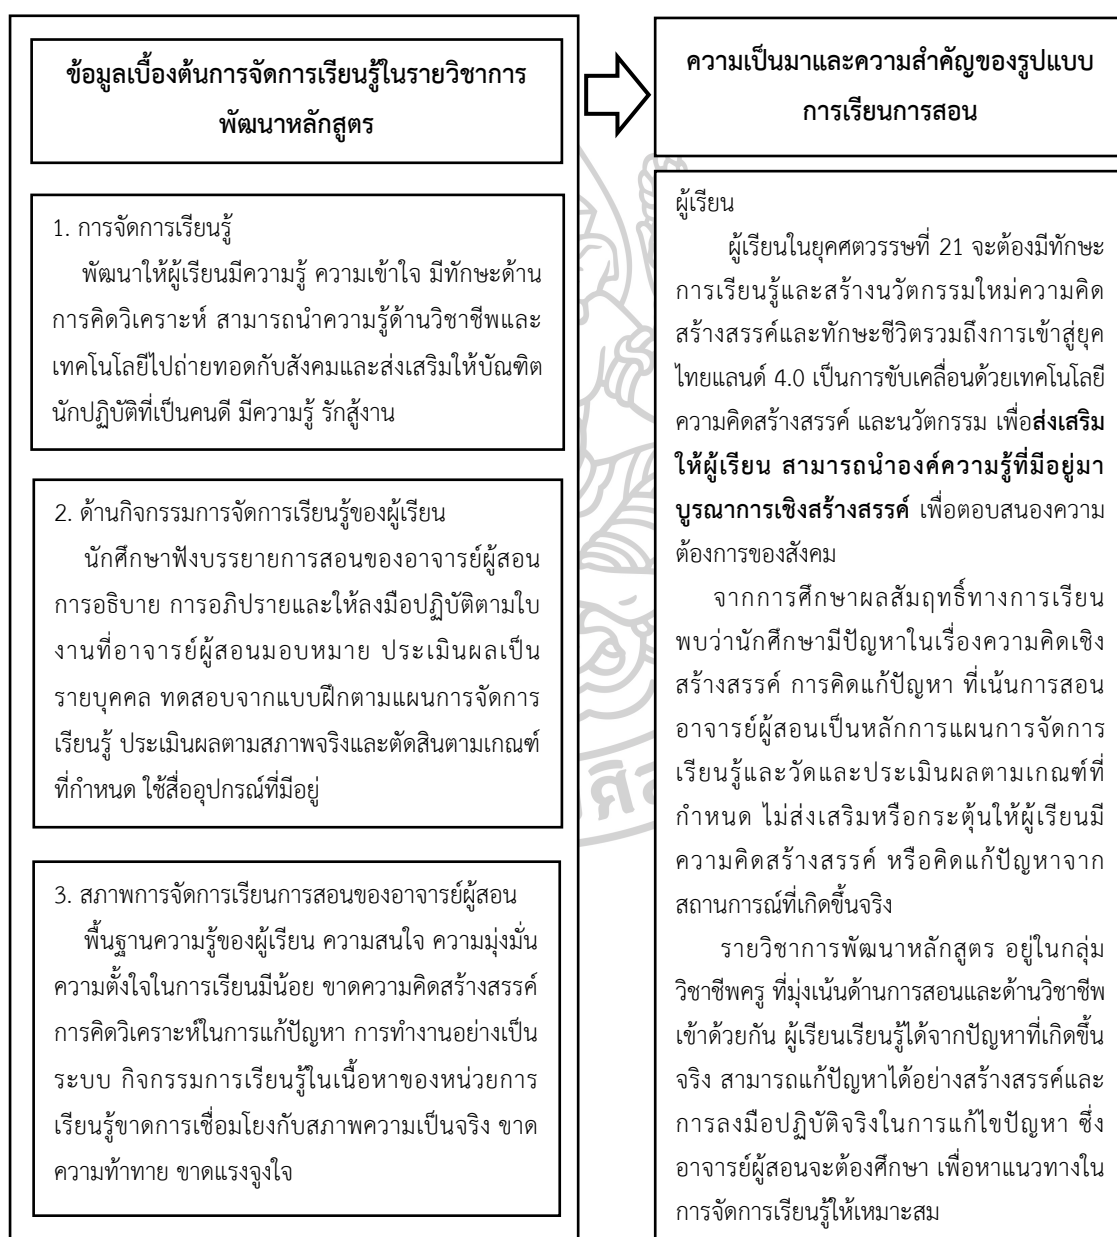 ข้อมูลเบื้องต้นการจัดการเรียนรู้ในรายวิชาการ
พัฒนาหลักสูตร
1. การจัดการเรียนรู้
พัฒนาให้ผู้เรียนมีความรู้ ความเข้าใจ มีทักษะด้าน
การคิดวิเคราะห์ สามารถนำความรู้ด้านวิชาชีพและ
เทคโนโลยีไปถ่ายทอดกับสังคมและส่งเสริมให้บัณฑิต
นักปฏิบัติที่เป็นคนดี มีความรู้ รักสู้งาน
2. ด้านกิจกรรมการจัดการเรียนรู้ของผู้เรียน
นักศึกษาฟังบรรยายการสอนของอาจารย์ผู้สอน
การอธิบาย การอภิปรายและให้ลงมือปฏิบัติตามใบ
งานที่อาจารย์ผู้สอนมอบหมาย ประเมินผลเป็น
รายบุคคล ทดสอบจากแบบฝึกตามแผนการจัดการ
เรียนรู้ ประเมินผลตามสภาพจริงและตัดสินตามเกณฑ์
ที่กำหนด ใช้สื่ออุปกรณ์ที่มีอยู่
3. สภาพการจัดการเรียนการสอนของอาจารย์ผู้สอน
พื้นฐานความรู้ของผู้เรียน ความสนใจ ความมุ่งมั่น
ความตั้งใจในการเรียนมีน้อย ขาดความคิดสร้างสรรค์
การคิดวิเคราะห์ในการแก้ปัญหา การทำงานอย่างเป็น
ระบบ กิจกรรมการเรียนรู้ในเนื้อหาของหน่วยการ
เรียนรู้ขาดการเชื่อมโยงกับสภาพความเป็นจริง ขาด
ความท้าทาย ขาดแรงจูงใจ
ความเป็นมาและความสำคัญของรูปแบบ
การเรียนการสอน
ผู้เรียน
ผู้เรียนในยุคศตวรรษที่ 21 จะต้องมีทักษะ
การเรียนรู้และสร้างนวัตกรรมใหม่ความคิด
สร้างสรรค์และทักษะชีวิตรวมถึงการเข้าสู่ยุค
ไทยแลนด์ 4.0 เป็นการขับเคลื่อนด้วยเทคโนโลยี
ความคิดสร้างสรรค์ และนวัตกรรม เพื่อส่งเสริม
ให้ผู้เรียน สามารถนำองค์ความรู้ที่มีอยู่มา
บูรณาการเชิงสร้างสรรค์ เพื่อตอบสนองความ
ต้องการของสังคม
จากการศึกษาผลสัมฤทธิ์ทางการเรียน
พบว่านักศึกษามีปัญหาในเรื่องความคิดเชิง
สร้างสรรค์ การคิดแก้ปัญหา ที่เน้นการสอน
อาจารย์ผู้สอนเป็นหลักการแผนการจัดการ
เรียนรู้และวัดและประเมินผลตามเกณฑ์ที่
กำหนด ไม่ส่งเสริมหรือกระตุ้นให้ผู้เรียนมี
ความคิดสร้างสรรค์ หรือคิดแก้ปัญหาจาก
สถานการณ์ที่เกิดขึ้นจริง
รายวิชาการพัฒนาหลักสูตร อยู่ในกลุ่ม
วิชาชีพครู ที่มุ่งเน้นด้านการสอนและด้านวิชาชีพ
เข้าด้วยกัน ผู้เรียนเรียนรู้ได้จากปัญหาที่เกิดขึ้น
จริง สามารถแก้ปัญหาได้อย่างสร้างสรรค์และ
การลงมือปฏิบัติจริงในการแก้ไขปัญหา ซึ่ง
อาจารย์ผู้สอนจะต้องศึกษา เพื่อหาแนวทางใน
การจัดการเรียนรู้ให้เหมาะสม